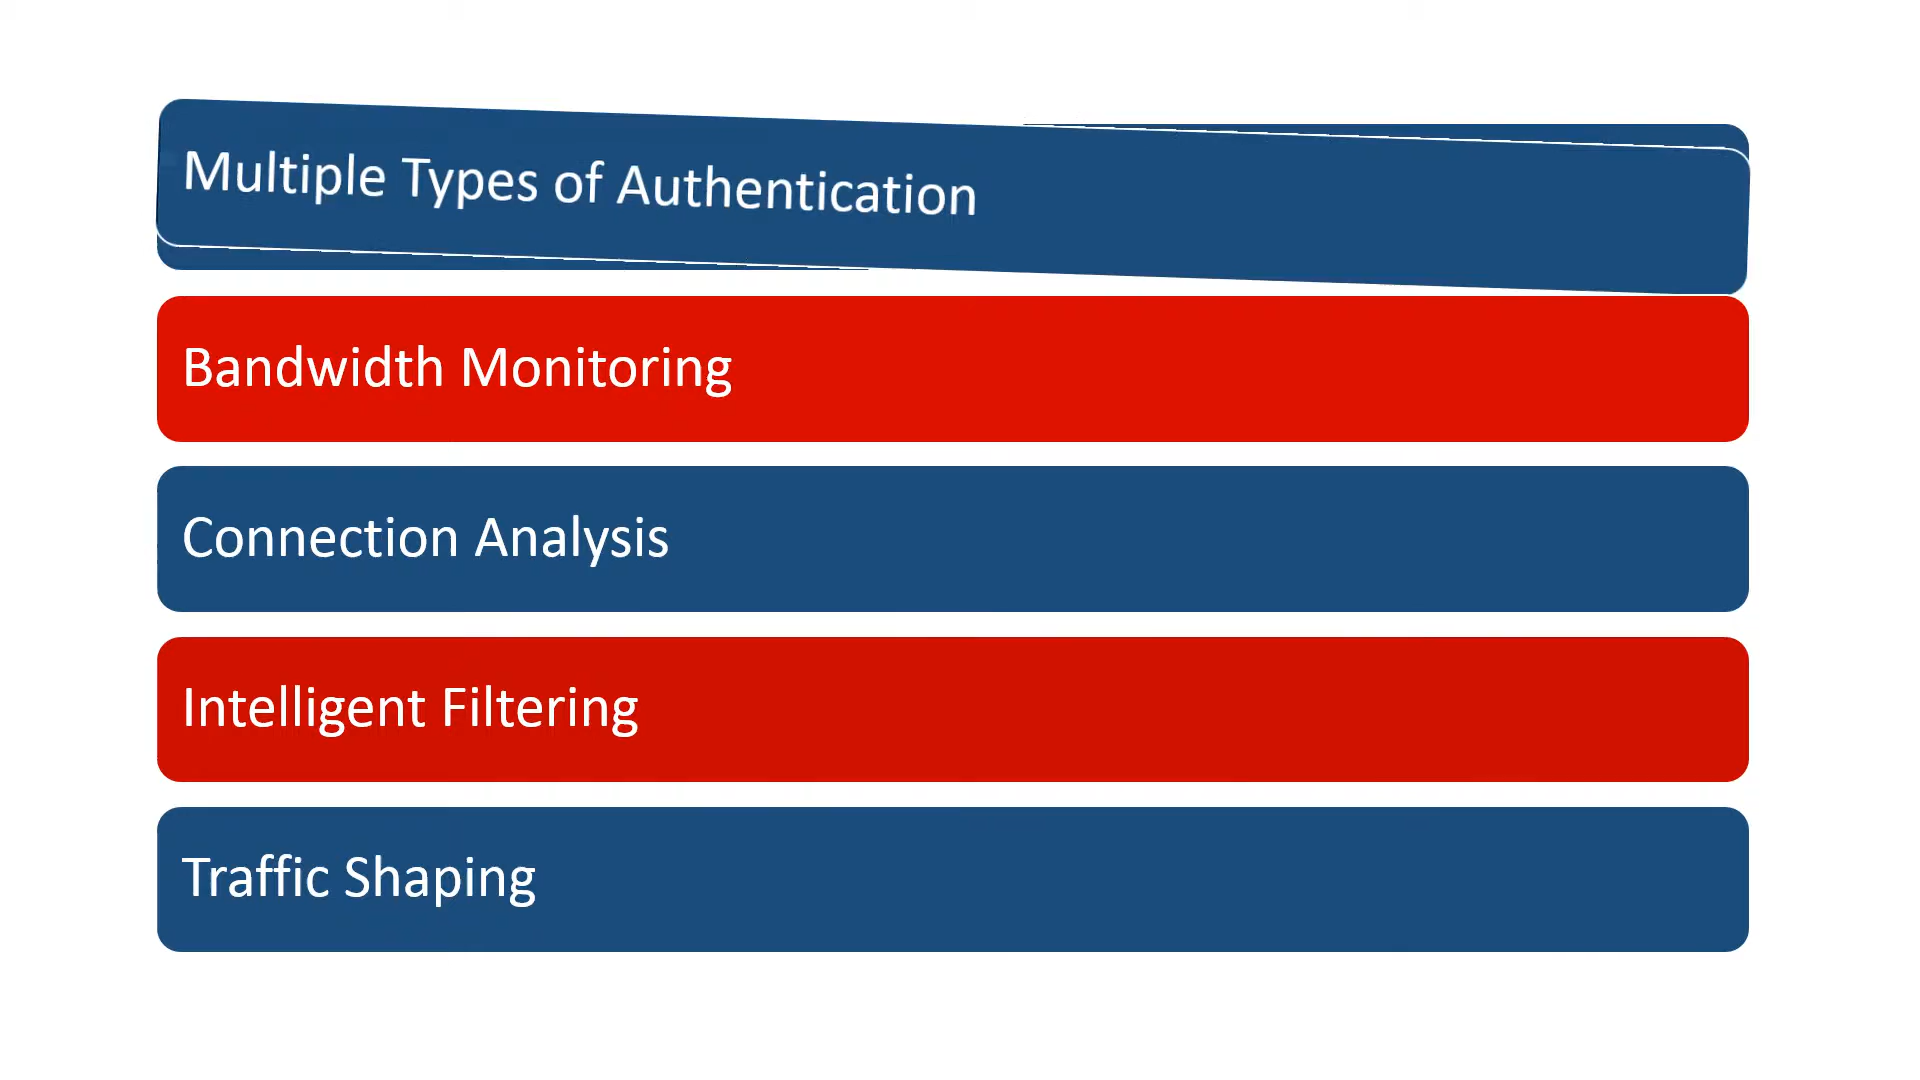 Multiple Types of Authentication
Bandwidth Monitoring
Connection Analysis
Intelligent Filtering
Traffic Shaping